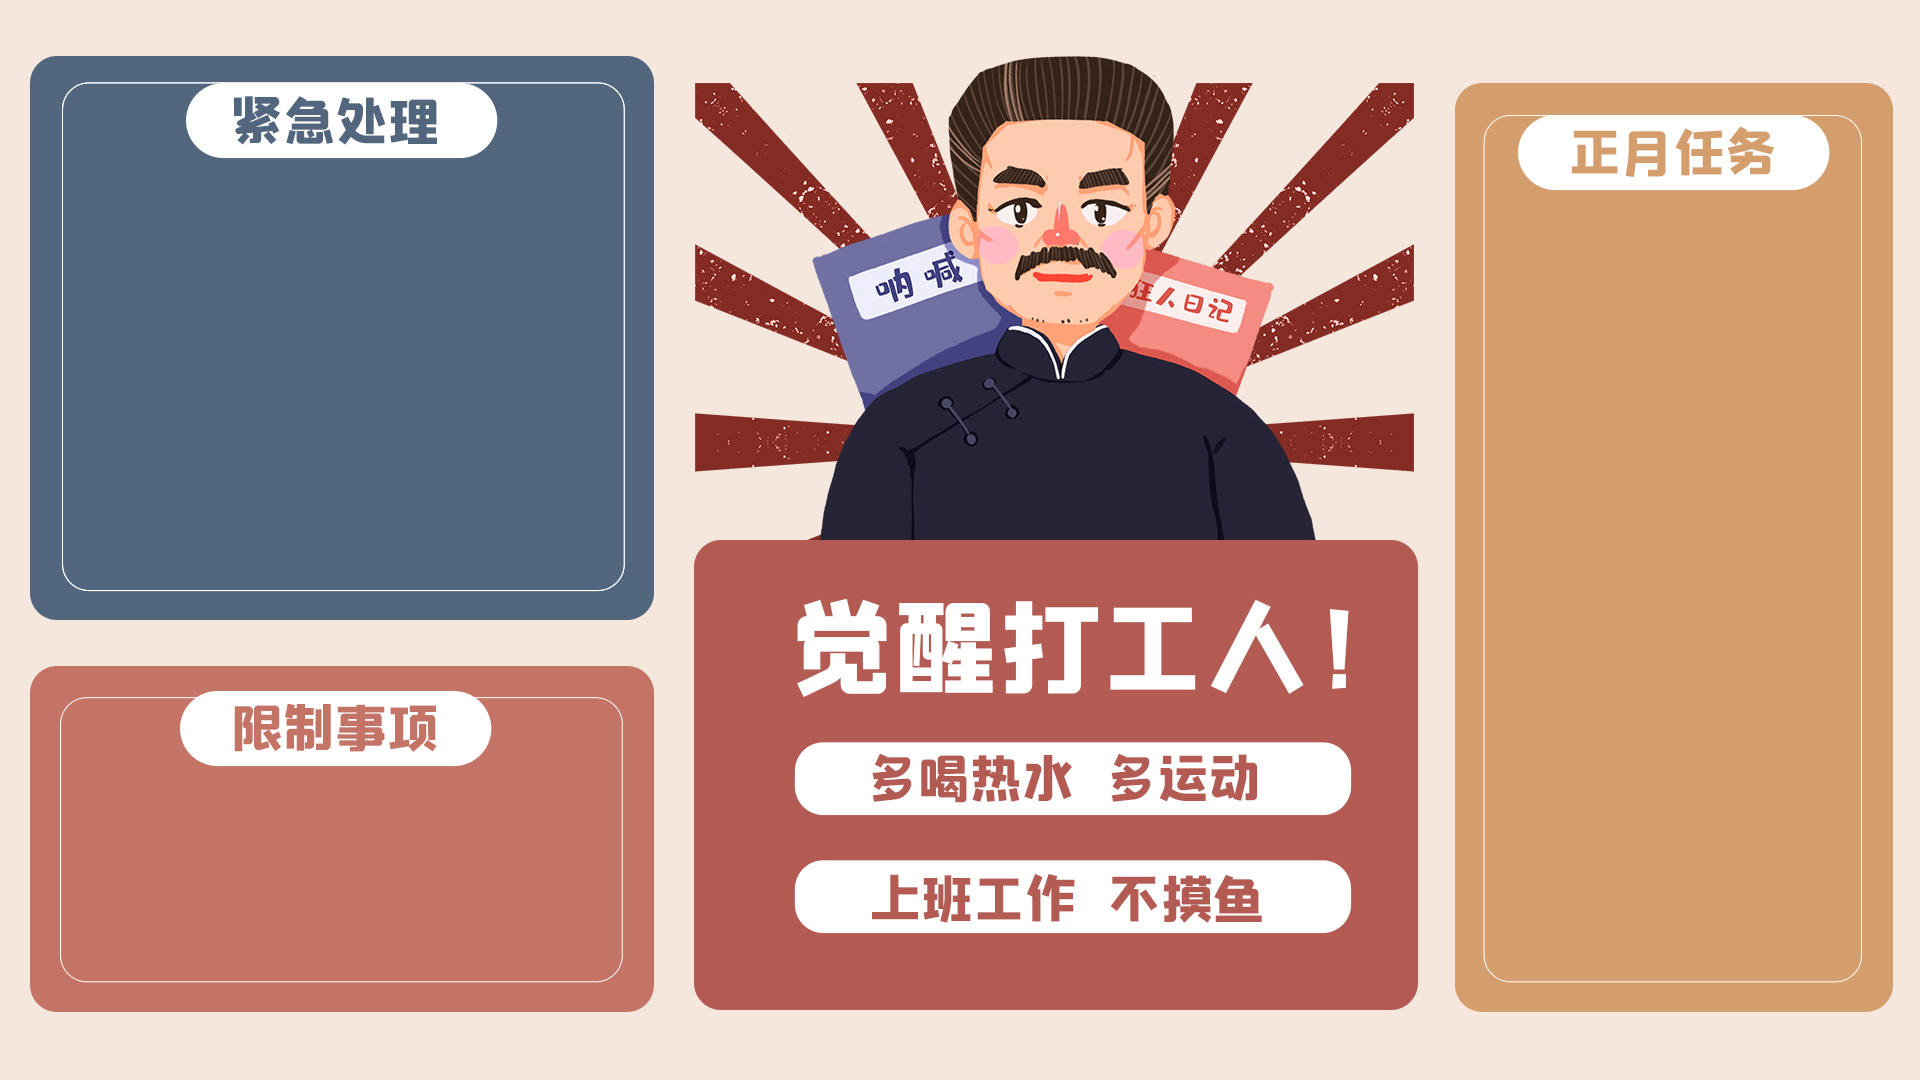 紧急处理
限制事项
呐喊
狂人日记
觉醒打工人!
多喝热水 多运动
上班工作 不摸鱼
正月任务